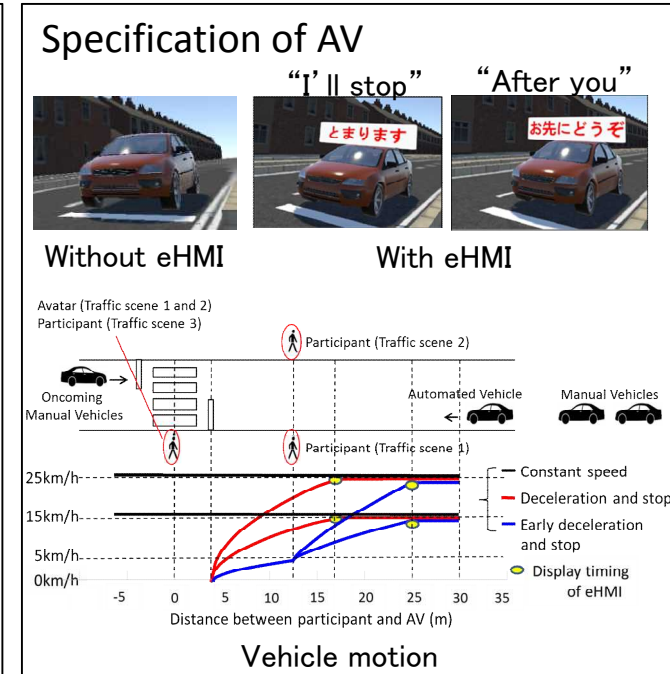 Specification of AV
“I’ll stop”
“After you”
とまります
お先にどうぞ
Without eHMI
With eHMI
Avatar (Traffic scene 1 and 2)
Participant (Traffic scene 3)
Participant (Traffic scene 2)
Oncoming
Manual Vehicles
Automated Vehicle
Manual Vehicles
Participant (Traffic scene 1)
25km/h
15km/h
5km/h
0km/h
Constant speed
Deceleration and stop
Early deceleration
and stop
Display timing
of eHMI
-5 0 5 10 15 20 25 30 35
Distance between participant and AV (m)
Vehicle motion